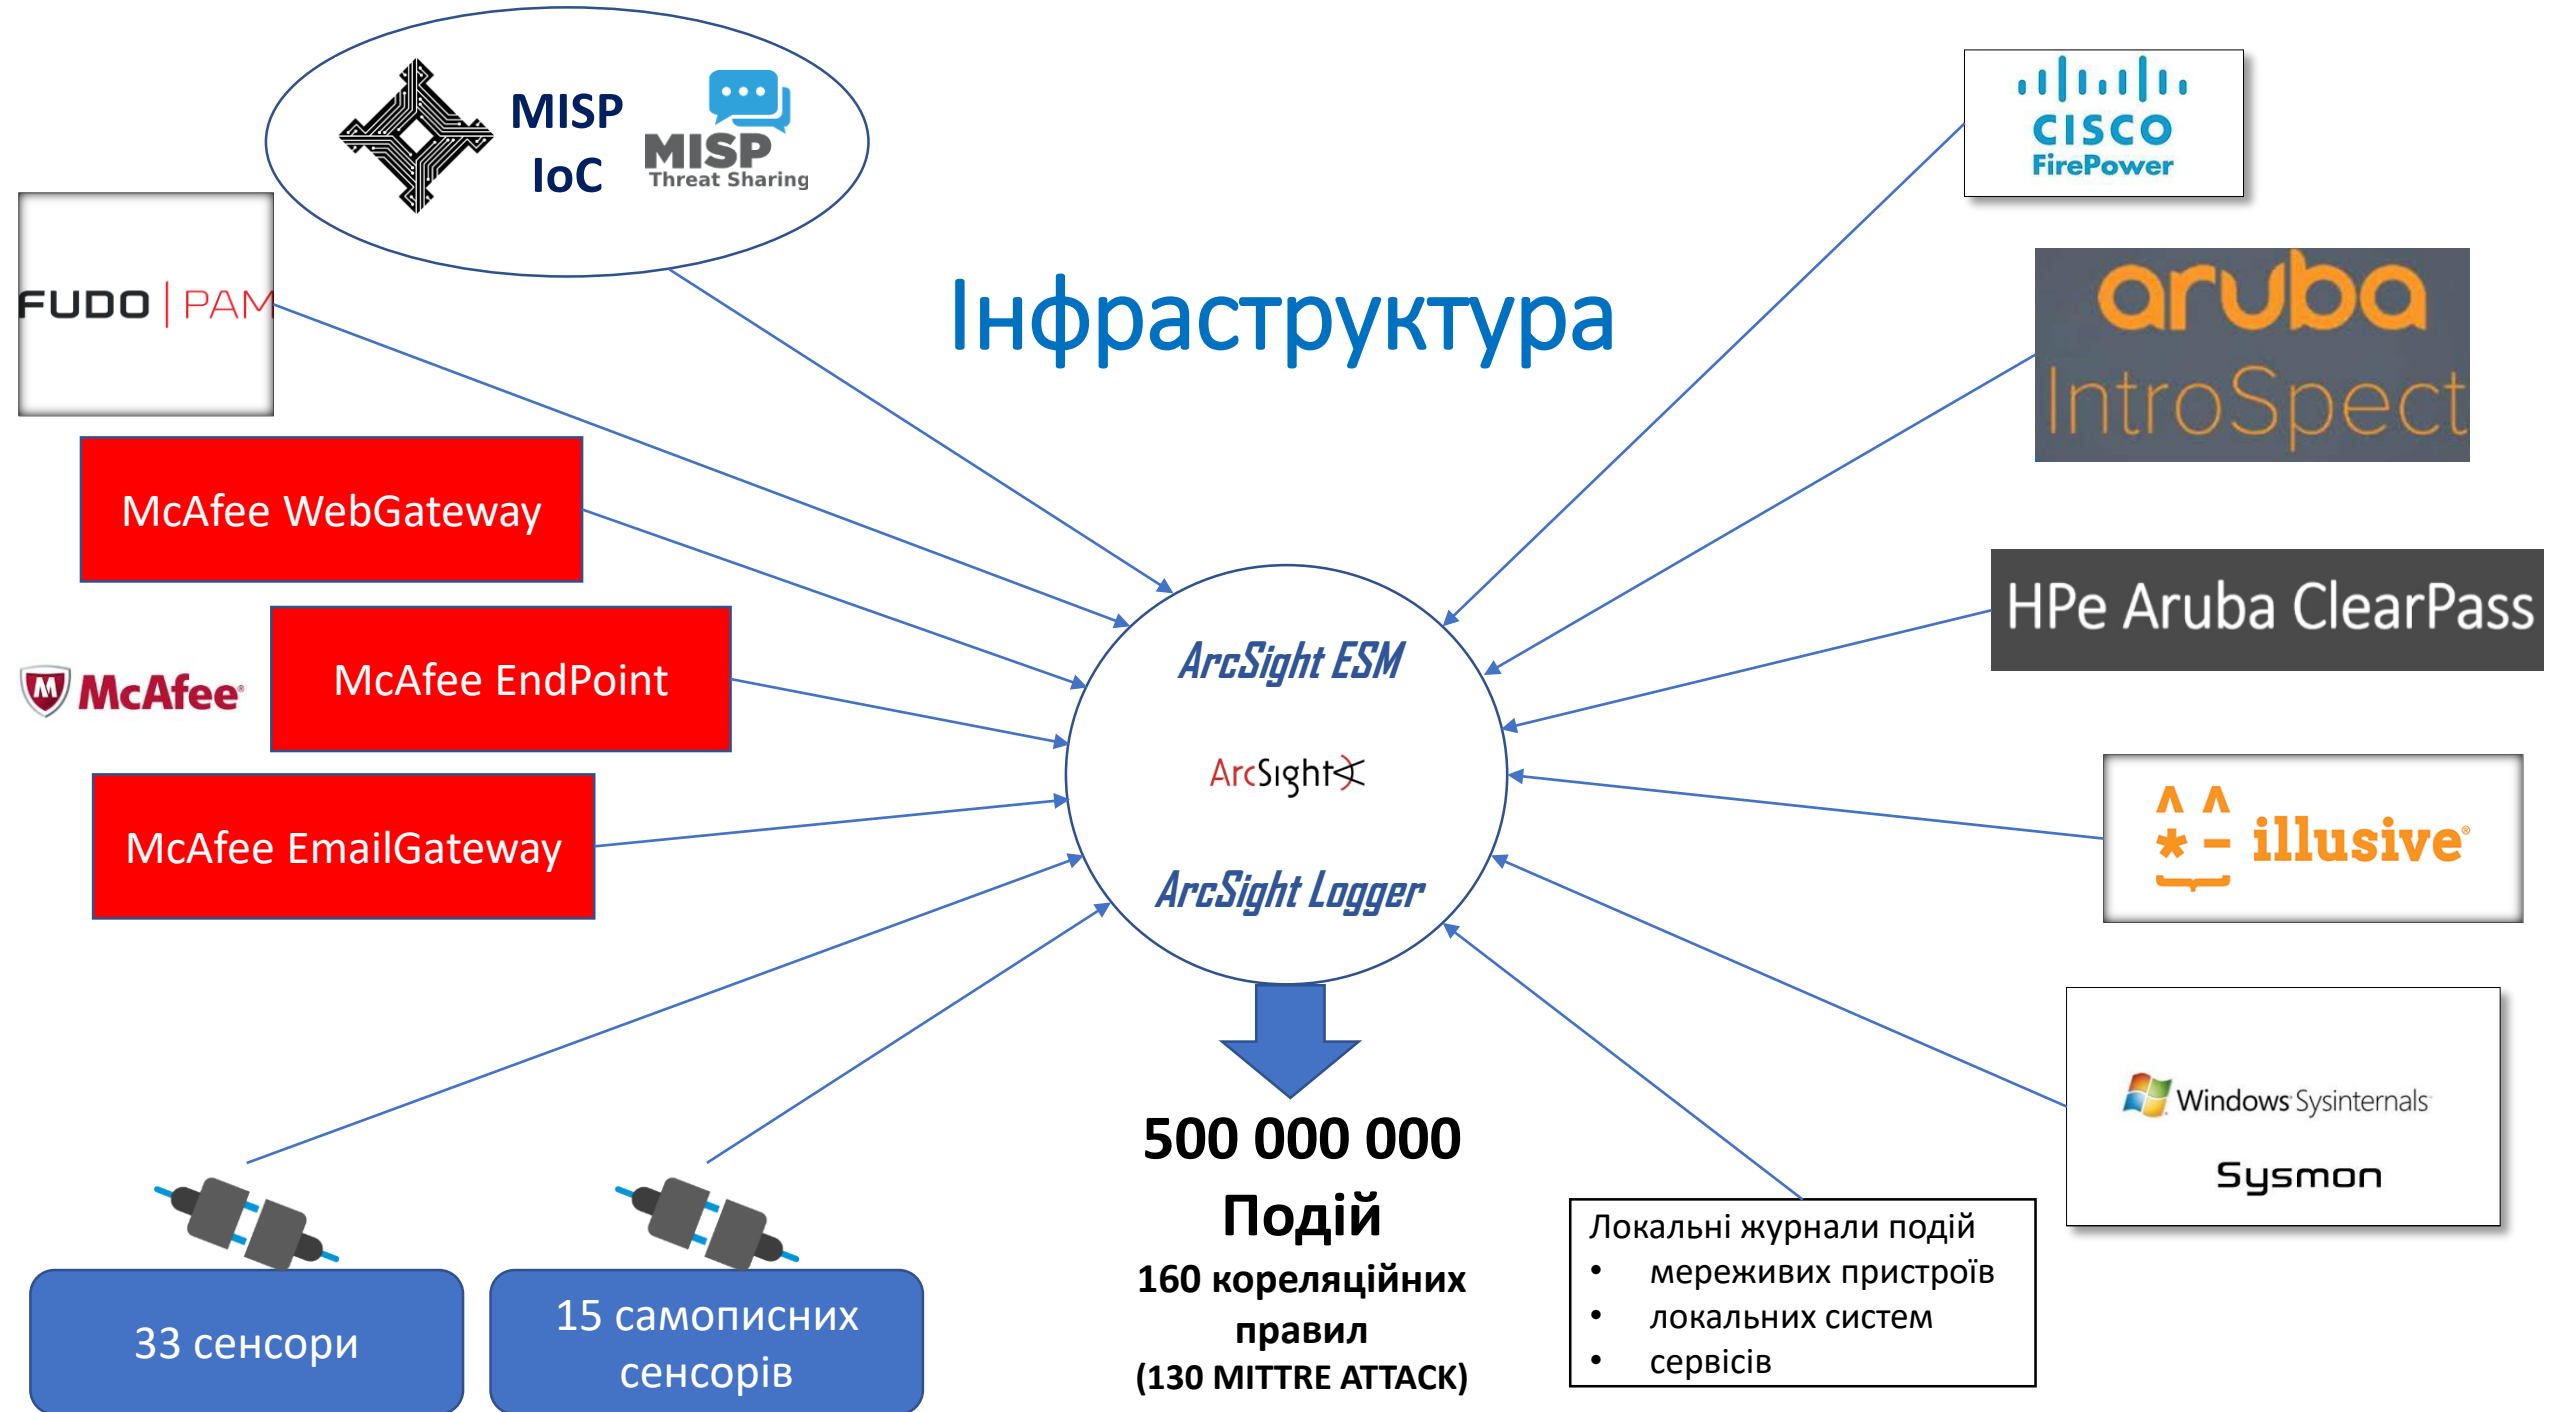 MISP
IoC
MISP
Threat Sharing
CISCO
FirePower
FUDO | PAM
Інфраструктура
aruba
IntroSpect
McAfee WebGateway
HPe Aruba ClearPass
McAfee
McAfee EndPoint
ArcSight ESM
ArcSight
ArcSight Logger
McAfee EmailGateway
^ ^
* – illusive®
Windows Sysinternals
Sysmon
500 000 000
Подій
160 кореляційних
правил
(130 MITTRE ATTACK)
Локальні журнали подій
• мереживих пристроїв
• локальних систем
• сервісів
33 сенсори
15 самописних
сенсорів